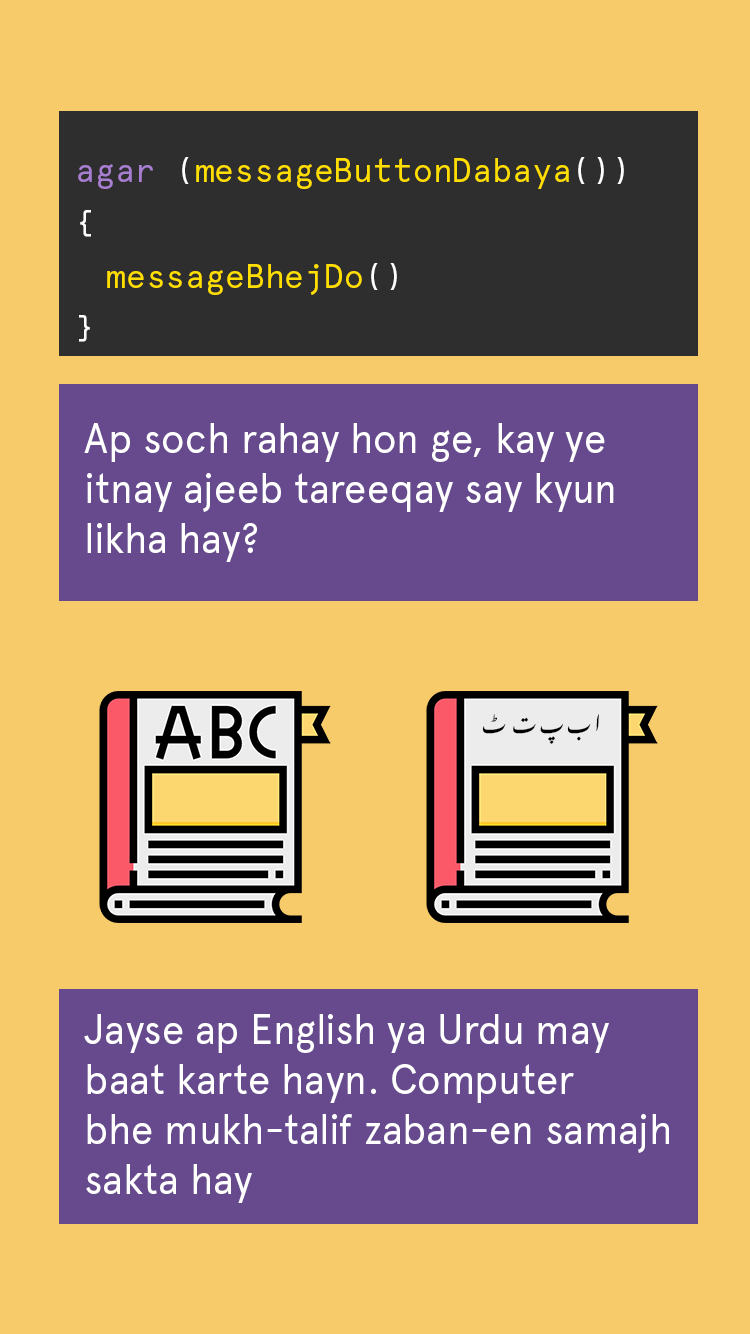 agar (messageButtonDabaya())
{
messageBhejDo()
}
Ap soch rahay hon ge, kay ye
itnay ajeeb tareeqay say kyun
likha hay?
ABC
ا ب پ ت ٹ
Jayse ap English ya Urdu may
baat karte hayn. Computer
bhe mukh-talif zaban-en samajh
sakta hay